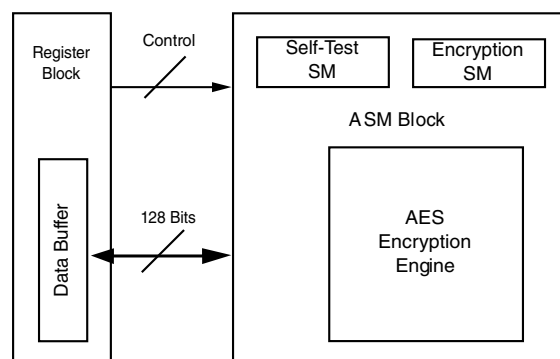 Register
Block
Control
Self-Test
SM
Encryption
SM
ASM Block
Data Buffer
128 Bits
AES
Encryption
Engine